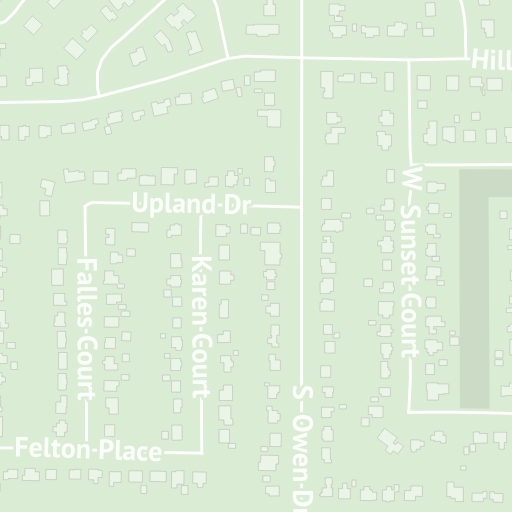 Hill
Upland Dr
W Sunset Court
Falles Court
Karen Court
S Owen Dr
Felton Place